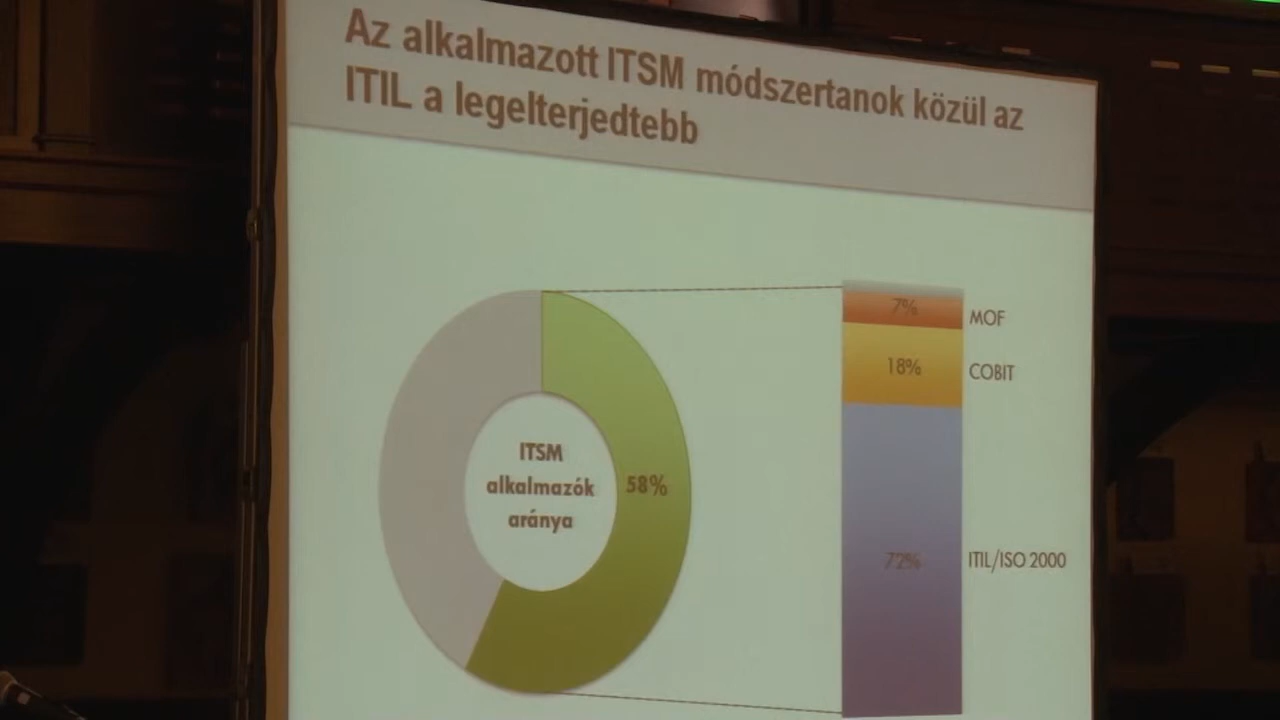 Az alkalmazott ITSM módszertanok közül az
ITIL a legelterjedtebb
ITSM
alkalmazók
aránya
58%
7%
MOF
18%
COBIT
72%
ITIL/ISO 2000